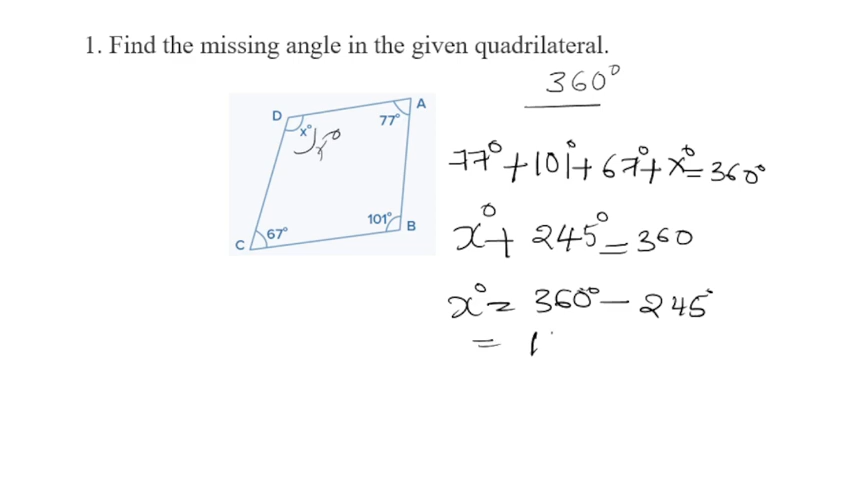 1. Find the missing angle in the given quadrilateral.
360°
D
A
x°
x°
77°
77° + 101° + 67° + x° = 360°
101°
B
67°
C
x° + 245° = 360
x° = 360° - 245°
= 1